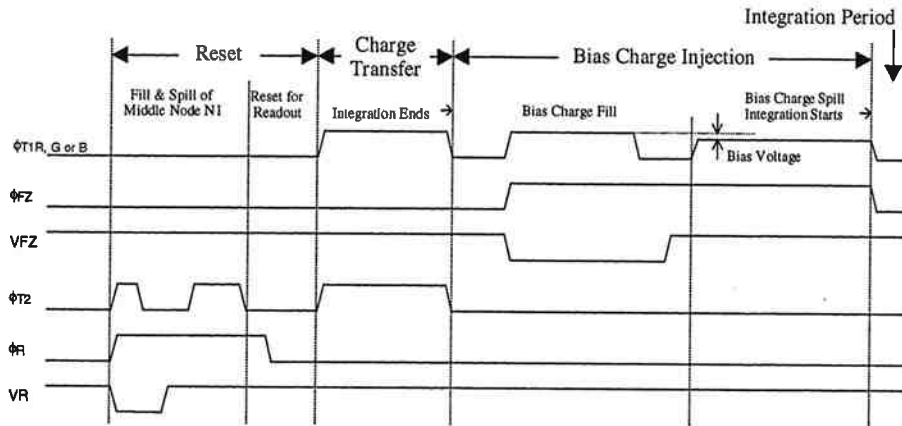 Integration Period
Reset
Charge
Transfer
Bias Charge Injection
Fill & Spill of
Middle Node N1
Reset for
Readout
Integration Ends
Bias Charge Fill
Bias Charge Spill
Integration Starts
Bias Voltage
ϕT1R, G or B
ϕFZ
VFZ
ϕT2
ϕR
VR